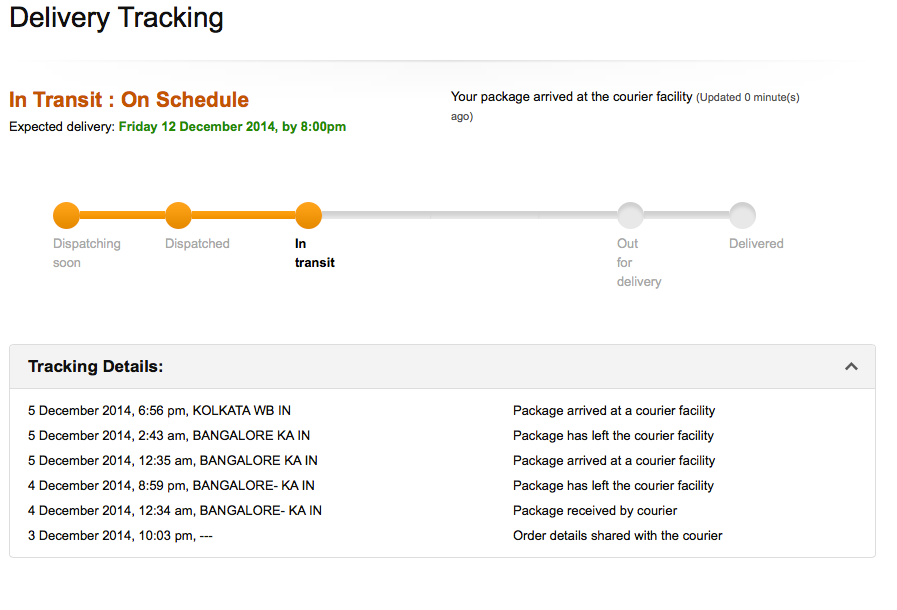 Delivery Tracking
In Transit : On Schedule
Expected delivery: Friday 12 December 2014, by 8:00pm
Your package arrived at the courier facility (Updated 0 minute(s)
ago)
Dispatching
soon
Dispatched
In
transit
Out
for
delivery
Delivered
Tracking Details:
5 December 2014, 6:56 pm, KOLKATA WB IN Package arrived at a courier facility
5 December 2014, 2:43 am, BANGALORE KA IN Package has left the courier facility
5 December 2014, 12:35 am, BANGALORE KA IN Package arrived at a courier facility
4 December 2014, 8:59 pm, BANGALORE- KA IN Package has left the courier facility
4 December 2014, 12:34 am, BANGALORE- KA IN Package received by courier
3 December 2014, 10:03 pm, --- Order details shared with the courier